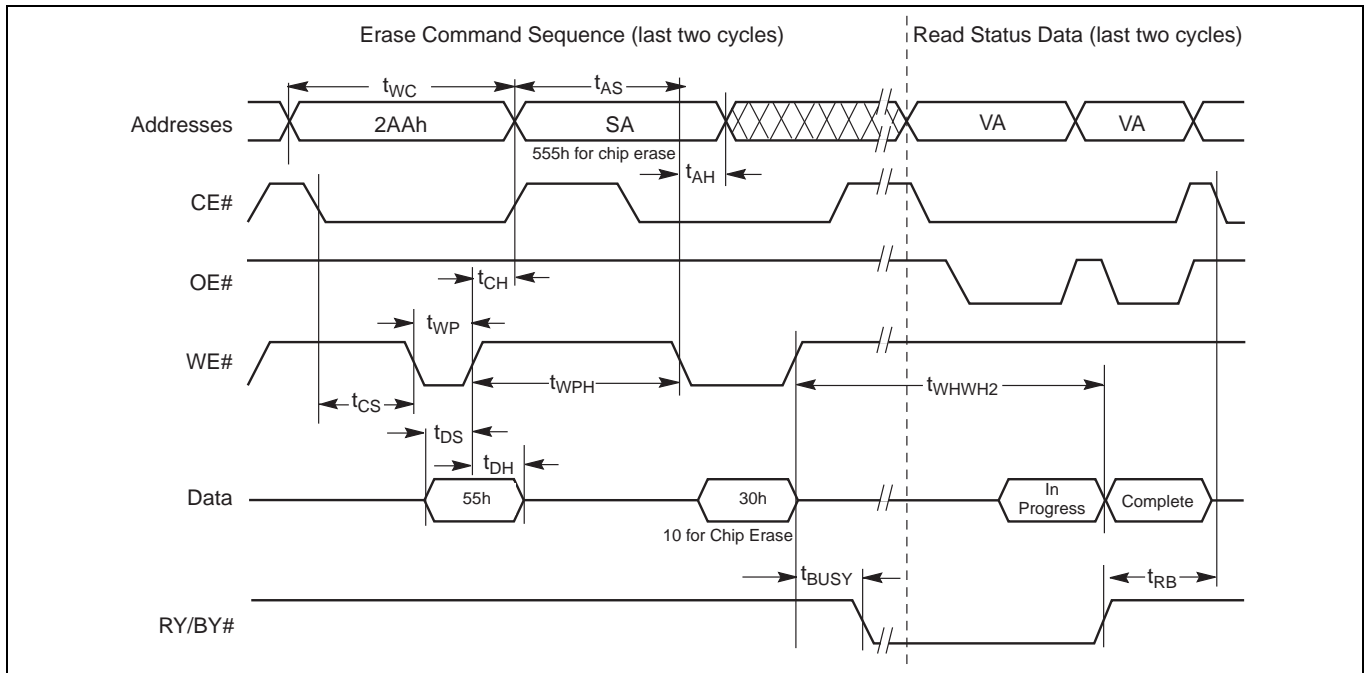 Erase Command Sequence (last two cycles)
Read Status Data (last two cycles)
tWC
tAS
Addresses
2AAh
SA
VA
VA
555h for chip erase
tAH
CE#
OE#
tCH
tWP
WE#
tWPH
tWHWH2
tCS
tDS
tDH
Data
55h
30h
In
Progress
Complete
10 for Chip Erase
tBUSY
tRB
RY/BY#